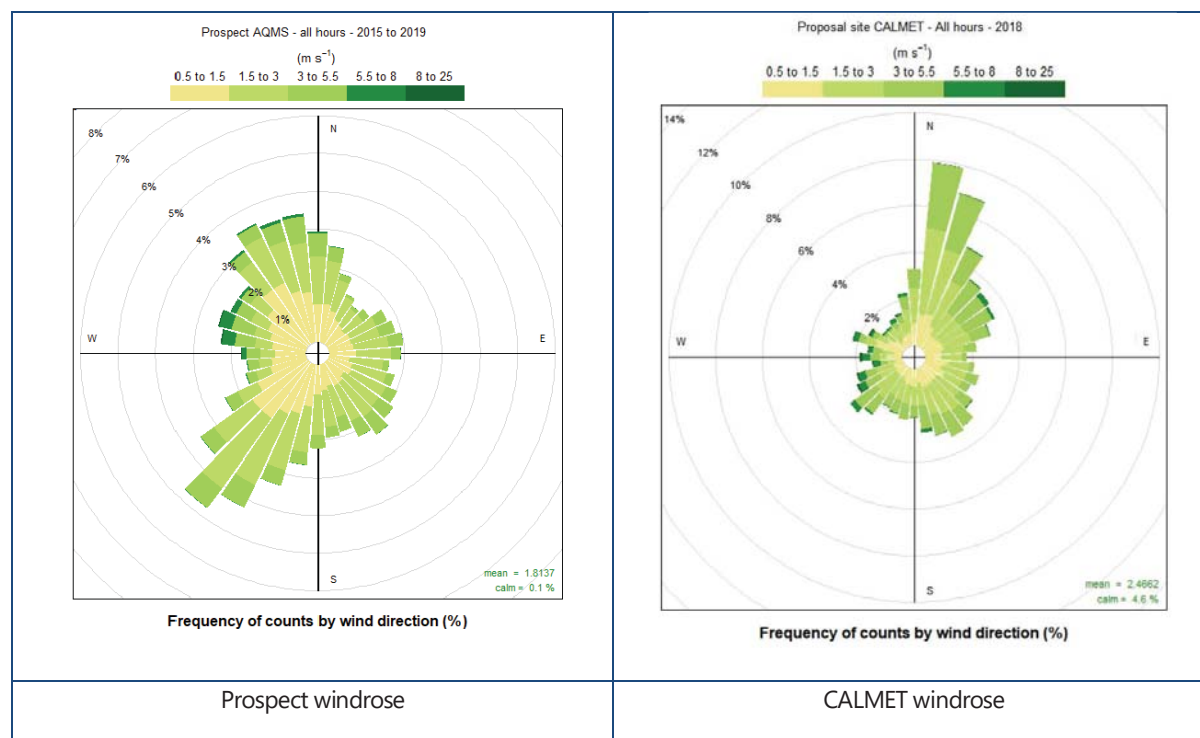 Prospect AQMS - all hours - 2015 to 2019
(m s⁻¹)
0.5 to 1.5 1.5 to 3 3 to 5.5 5.5 to 8 8 to 25
8%
7%
6%
5%
4%
3%
2%
1%
N
W
E
S
mean = 1.8137
calm = 0.1 %
Frequency of counts by wind direction (%)
Prospect windrose
Proposal site CALMET - All hours - 2018
(m s⁻¹)
0.5 to 1.5 1.5 to 3 3 to 5.5 5.5 to 8 8 to 25
14%
12%
10%
8%
6%
4%
2%
N
W
E
S
mean = 2.4662
calm = 4.6 %
Frequency of counts by wind direction (%)
CALMET windrose